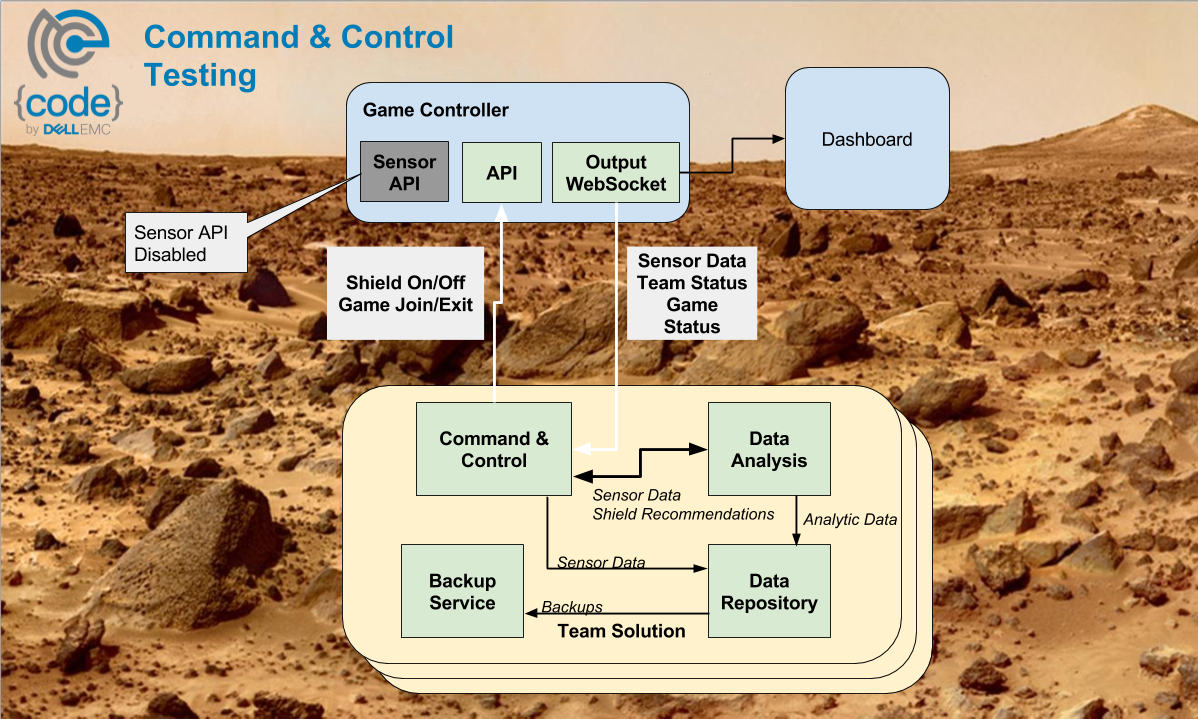 Command & Control
Testing
{code}
by DELLEMC
Game Controller
Sensor
API
API
Output
WebSocket
Dashboard
Sensor API
Disabled
Shield On/Off
Game Join/Exit
Sensor Data
Team Status
Game
Status
Command &
Control
Data
Analysis
Sensor Data
Shield Recommendations
Analytic Data
Sensor Data
Backup
Service
Data
Repository
Backups
Team Solution